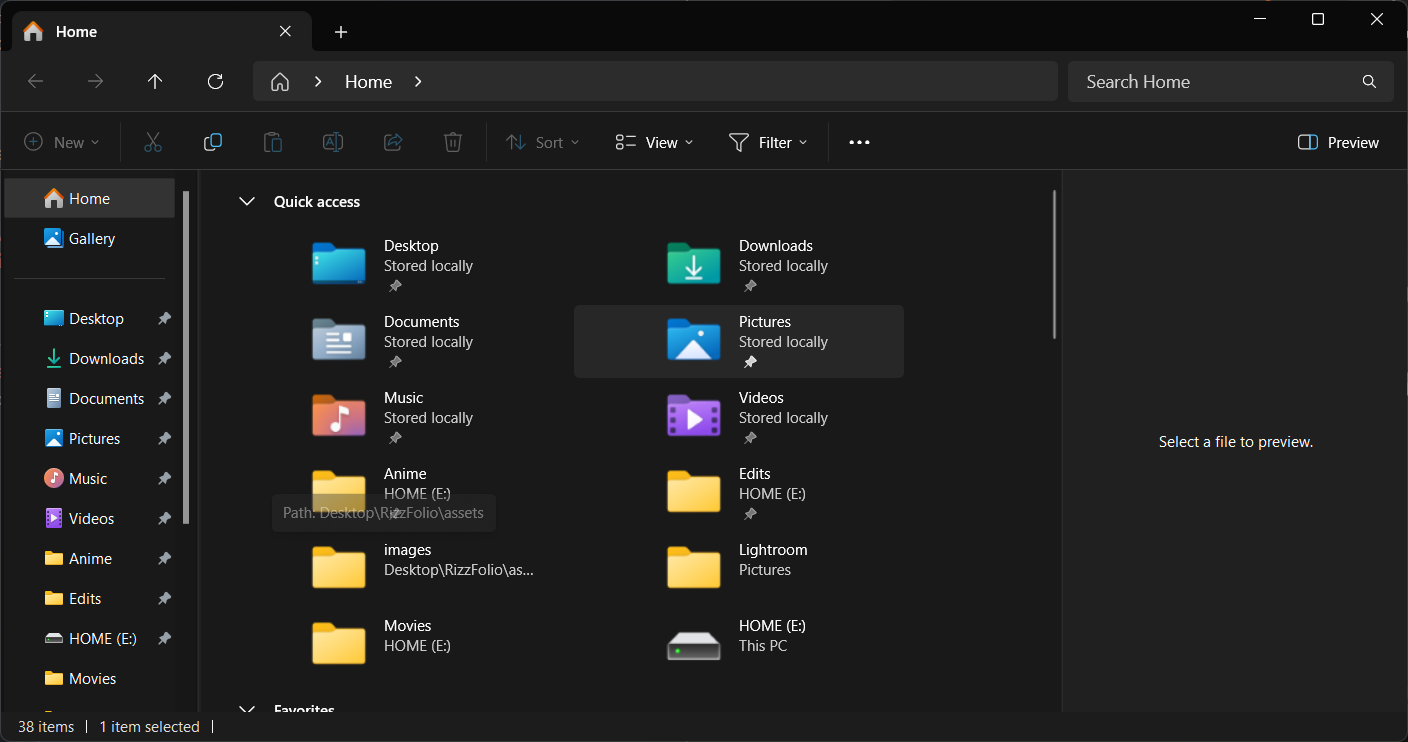 Home
Home
Search Home
New
Sort
View
Filter
Preview
Home
Gallery
Desktop
Downloads
Documents
Pictures
Music
Videos
Anime
Edits
HOME (E:)
Movies
Quick access
Desktop
Stored locally
Downloads
Stored locally
Documents
Stored locally
Pictures
Stored locally
Music
Stored locally
Videos
Stored locally
Anime
HOME (E:)
Path: Desktop\RizzFolio\assets
Edits
HOME (E:)
images
Desktop\RizzFolio\as...
Lightroom
Pictures
Movies
HOME (E:)
HOME (E:)
This PC
Favorites
Select a file to preview.
38 items
1 item selected